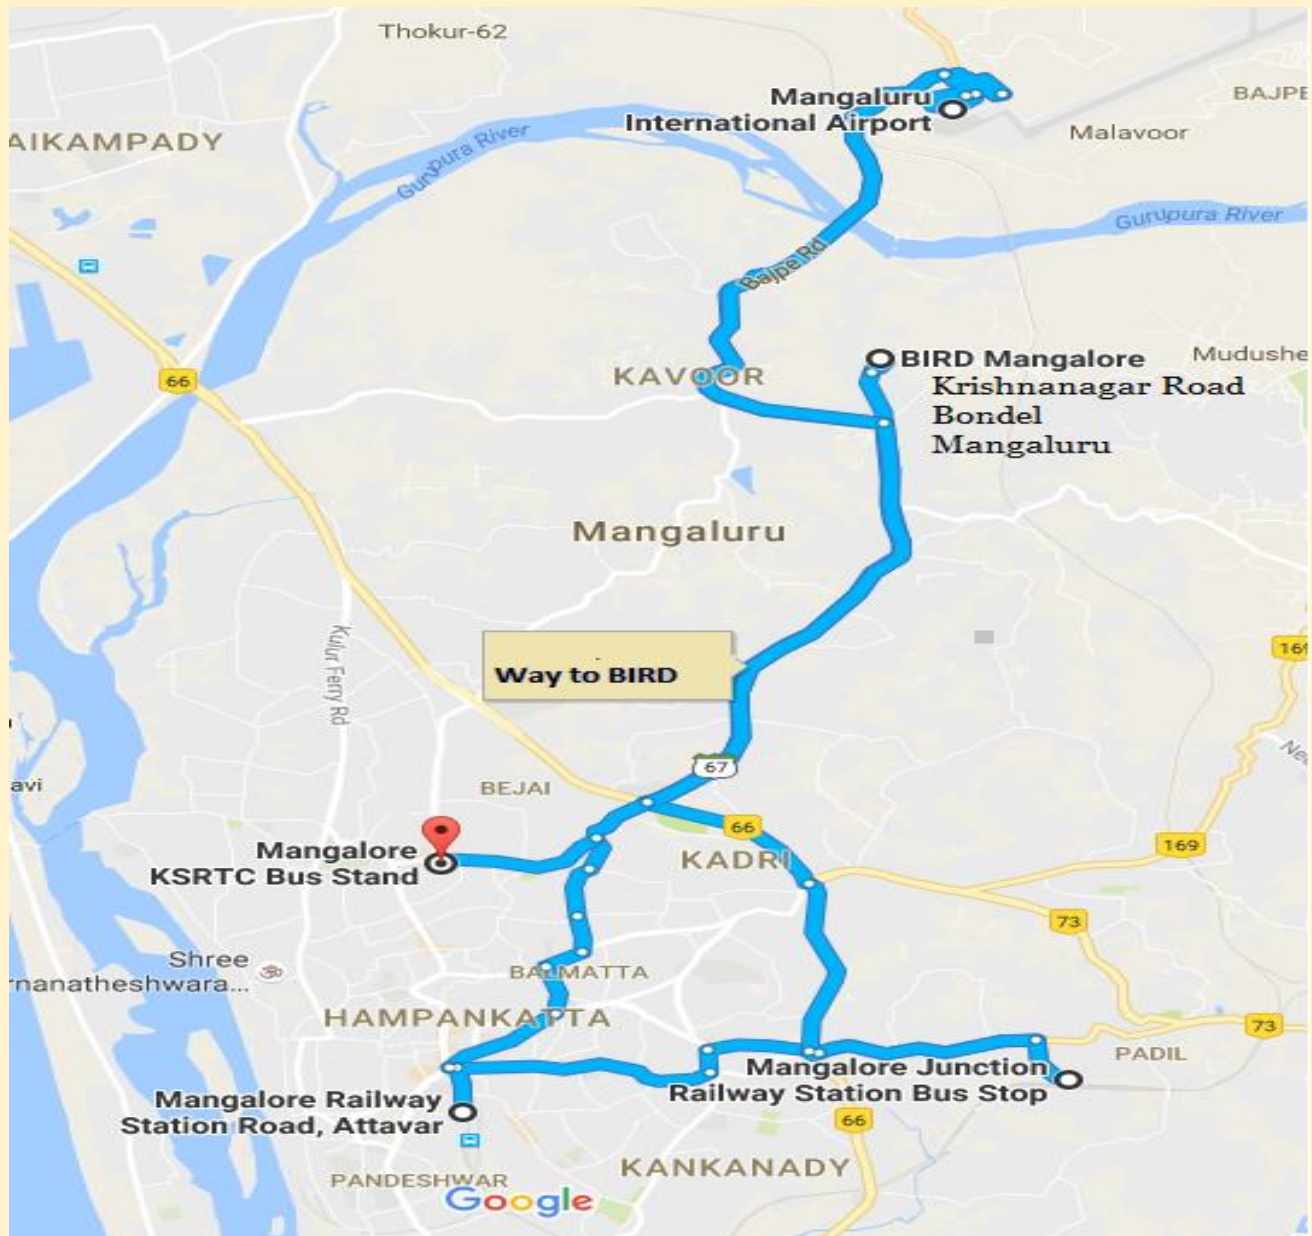 Thokur-62
BAJPE
Mangaluru
International Airport
Malavoor
AIKAMPADY
Gurupura River
Gurupura River
Bajpe Rd
66
BIRD Mangalore
Krishnanagar Road
Bondel
Mangaluru
Mudushe
KAVOOR
Mangaluru
Kulur Ferry Rd
Way to BIRD
169
67
avi
BEJAI
66
Mangalore
KSRTC Bus Stand
KADRI
169
73
Shree
rnanatheshwara...
BALMATTA
HAMPANKATTA
73
PADIL
Mangalore Junction
Railway Station Bus Stop
Mangalore Railway
Station Road, Attavar
66
KANKANADY
PANDESHWAR
Google